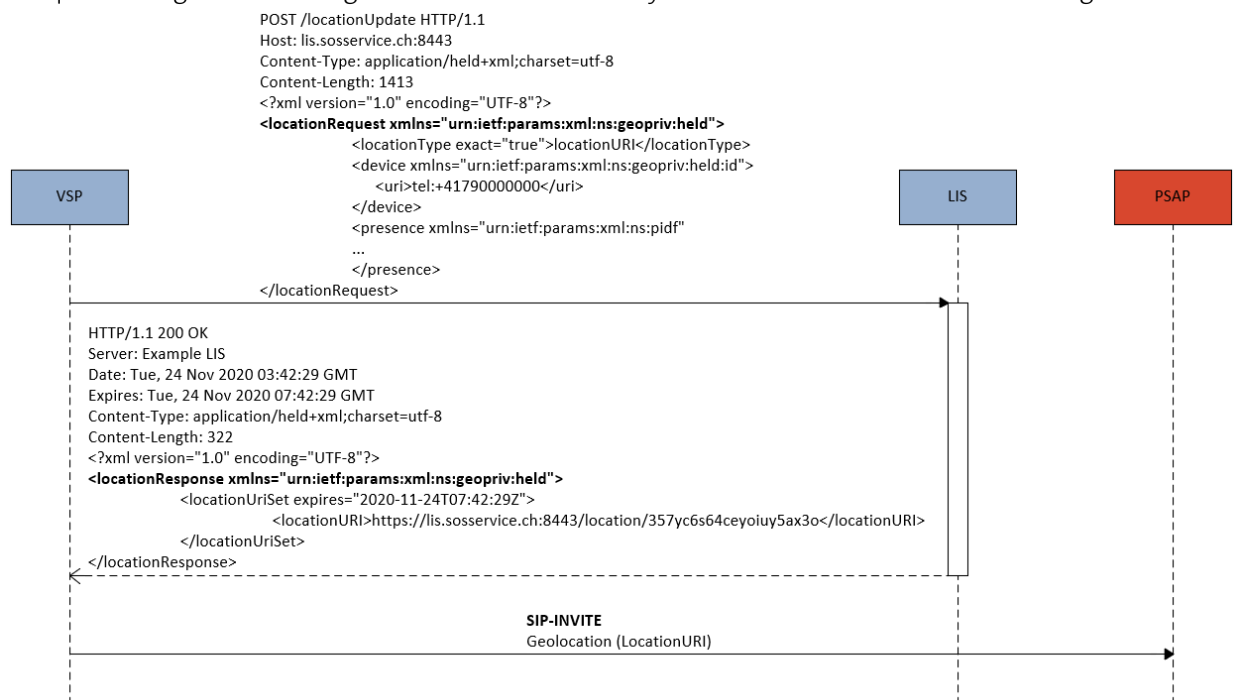 POST /locationUpdate HTTP/1.1
Host: lis.sosservice.ch:8443
Content-Type: application/held+xml;charset=utf-8
Content-Length: 1413
<?xml version="1.0" encoding="UTF-8"?>
<locationRequest xmlns="urn:ietf:params:xml:ns:geopriv:held">
<locationType exact="true">locationURI</locationType>
<device xmlns="urn:ietf:params:xml:ns:geopriv:held:id">
<uri>tel:+41790000000</uri>
</device>
<presence xmlns="urn:ietf:params:xml:ns:pidf"
...
</presence>
</locationRequest>
VSP
LIS
PSAP
HTTP/1.1 200 OK
Server: Example LIS
Date: Tue, 24 Nov 2020 03:42:29 GMT
Expires: Tue, 24 Nov 2020 07:42:29 GMT
Content-Type: application/held+xml;charset=utf-8
Content-Length: 322
<?xml version="1.0" encoding="UTF-8"?>
<locationResponse xmlns="urn:ietf:params:xml:ns:geopriv:held">
<locationUriSet expires="2020-11-24T07:42:29Z">
<locationURI>https://lis.sosservice.ch:8443/location/357yc6s64ceyoiuy5ax3o</locationURI>
</locationUriSet>
</locationResponse>
SIP-INVITE
Geolocation (LocationURI)